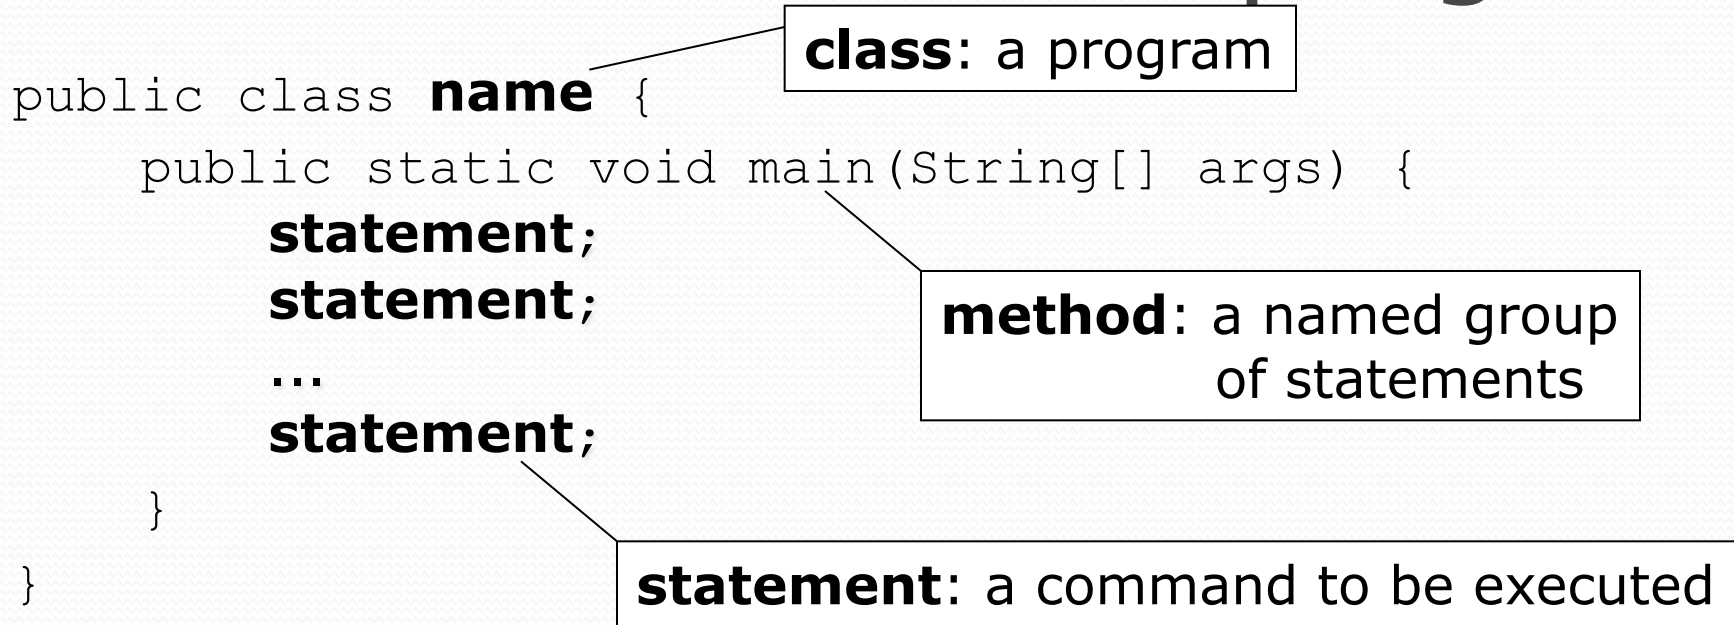 class: a program
public class name {
public static void main(String[] args) {
statement;
statement;
...
statement;
method: a named group
of statements
}
}
statement: a command to be executed